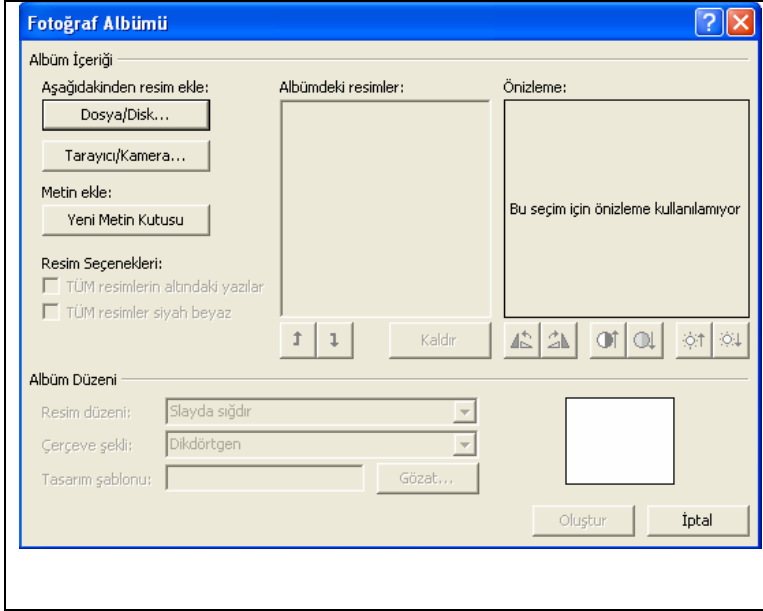 Fotoğraf Albümü
Albüm İçeriği
Aşağıdakinden resim ekle:
Dosya/Disk...
Tarayıcı/Kamera...
Metin ekle:
Yeni Metin Kutusu
Resim Seçenekleri:
TÜM resimlerin altındaki yazılar
TÜM resimler siyah beyaz
Albümdeki resimler:
Kaldır
Önizleme:
Bu seçim için önizleme kullanılamıyor
Albüm Düzeni
Resim düzeni: Slayda sığdır
Çerçeve şekli: Dikdörtgen
Tasarım şablonu: Gözat...
Oluştur İptal